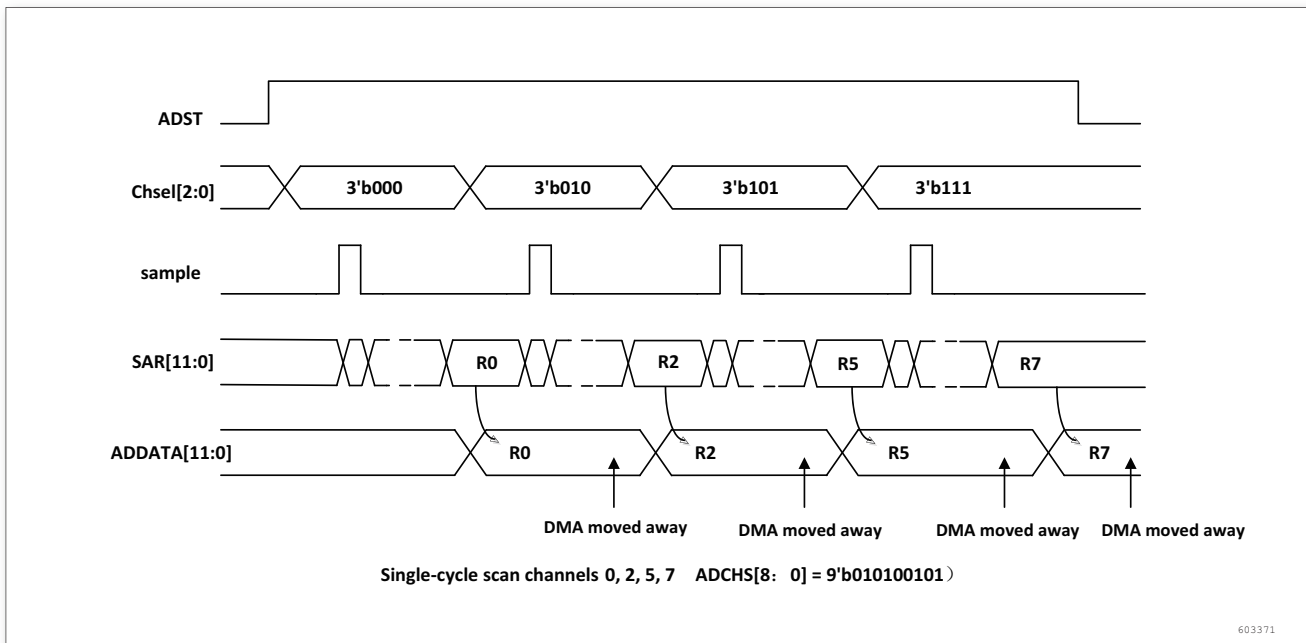 ADST
Chsel[2:0] 3'b000 3'b010 3'b101 3'b111
sample
SAR[11:0] R0 R2 R5 R7
ADDATA[11:0] R0 R2 R5 R7
DMA moved away DMA moved away DMA moved away DMA moved away
Single-cycle scan channels 0, 2, 5, 7 ADCHS[8： 0] = 9'b010100101）
603371